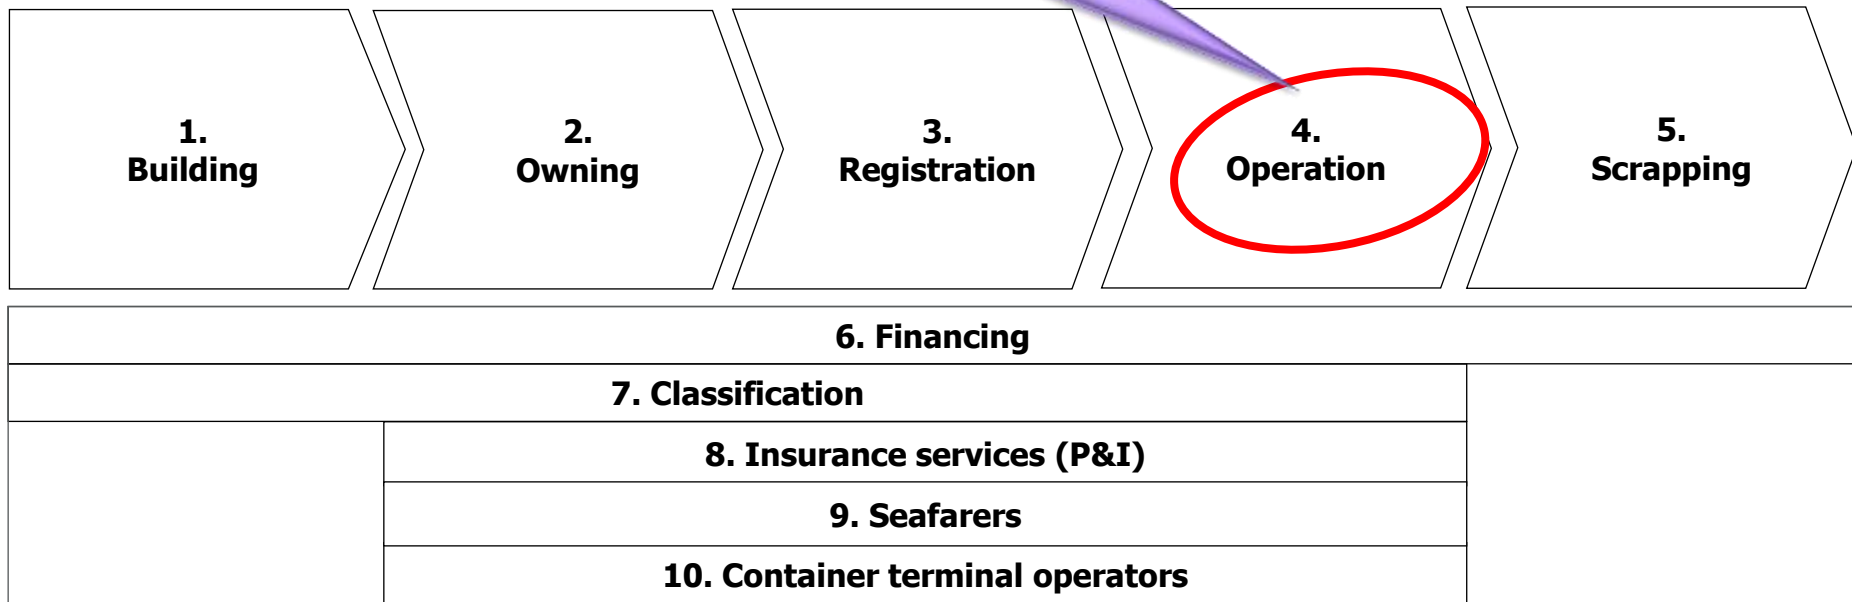 1.
Building
2.
Owning
3.
Registration
4.
Operation
5.
Scrapping
6. Financing
7. Classification
8. Insurance services (P&I)
9. Seafarers
10. Container terminal operators